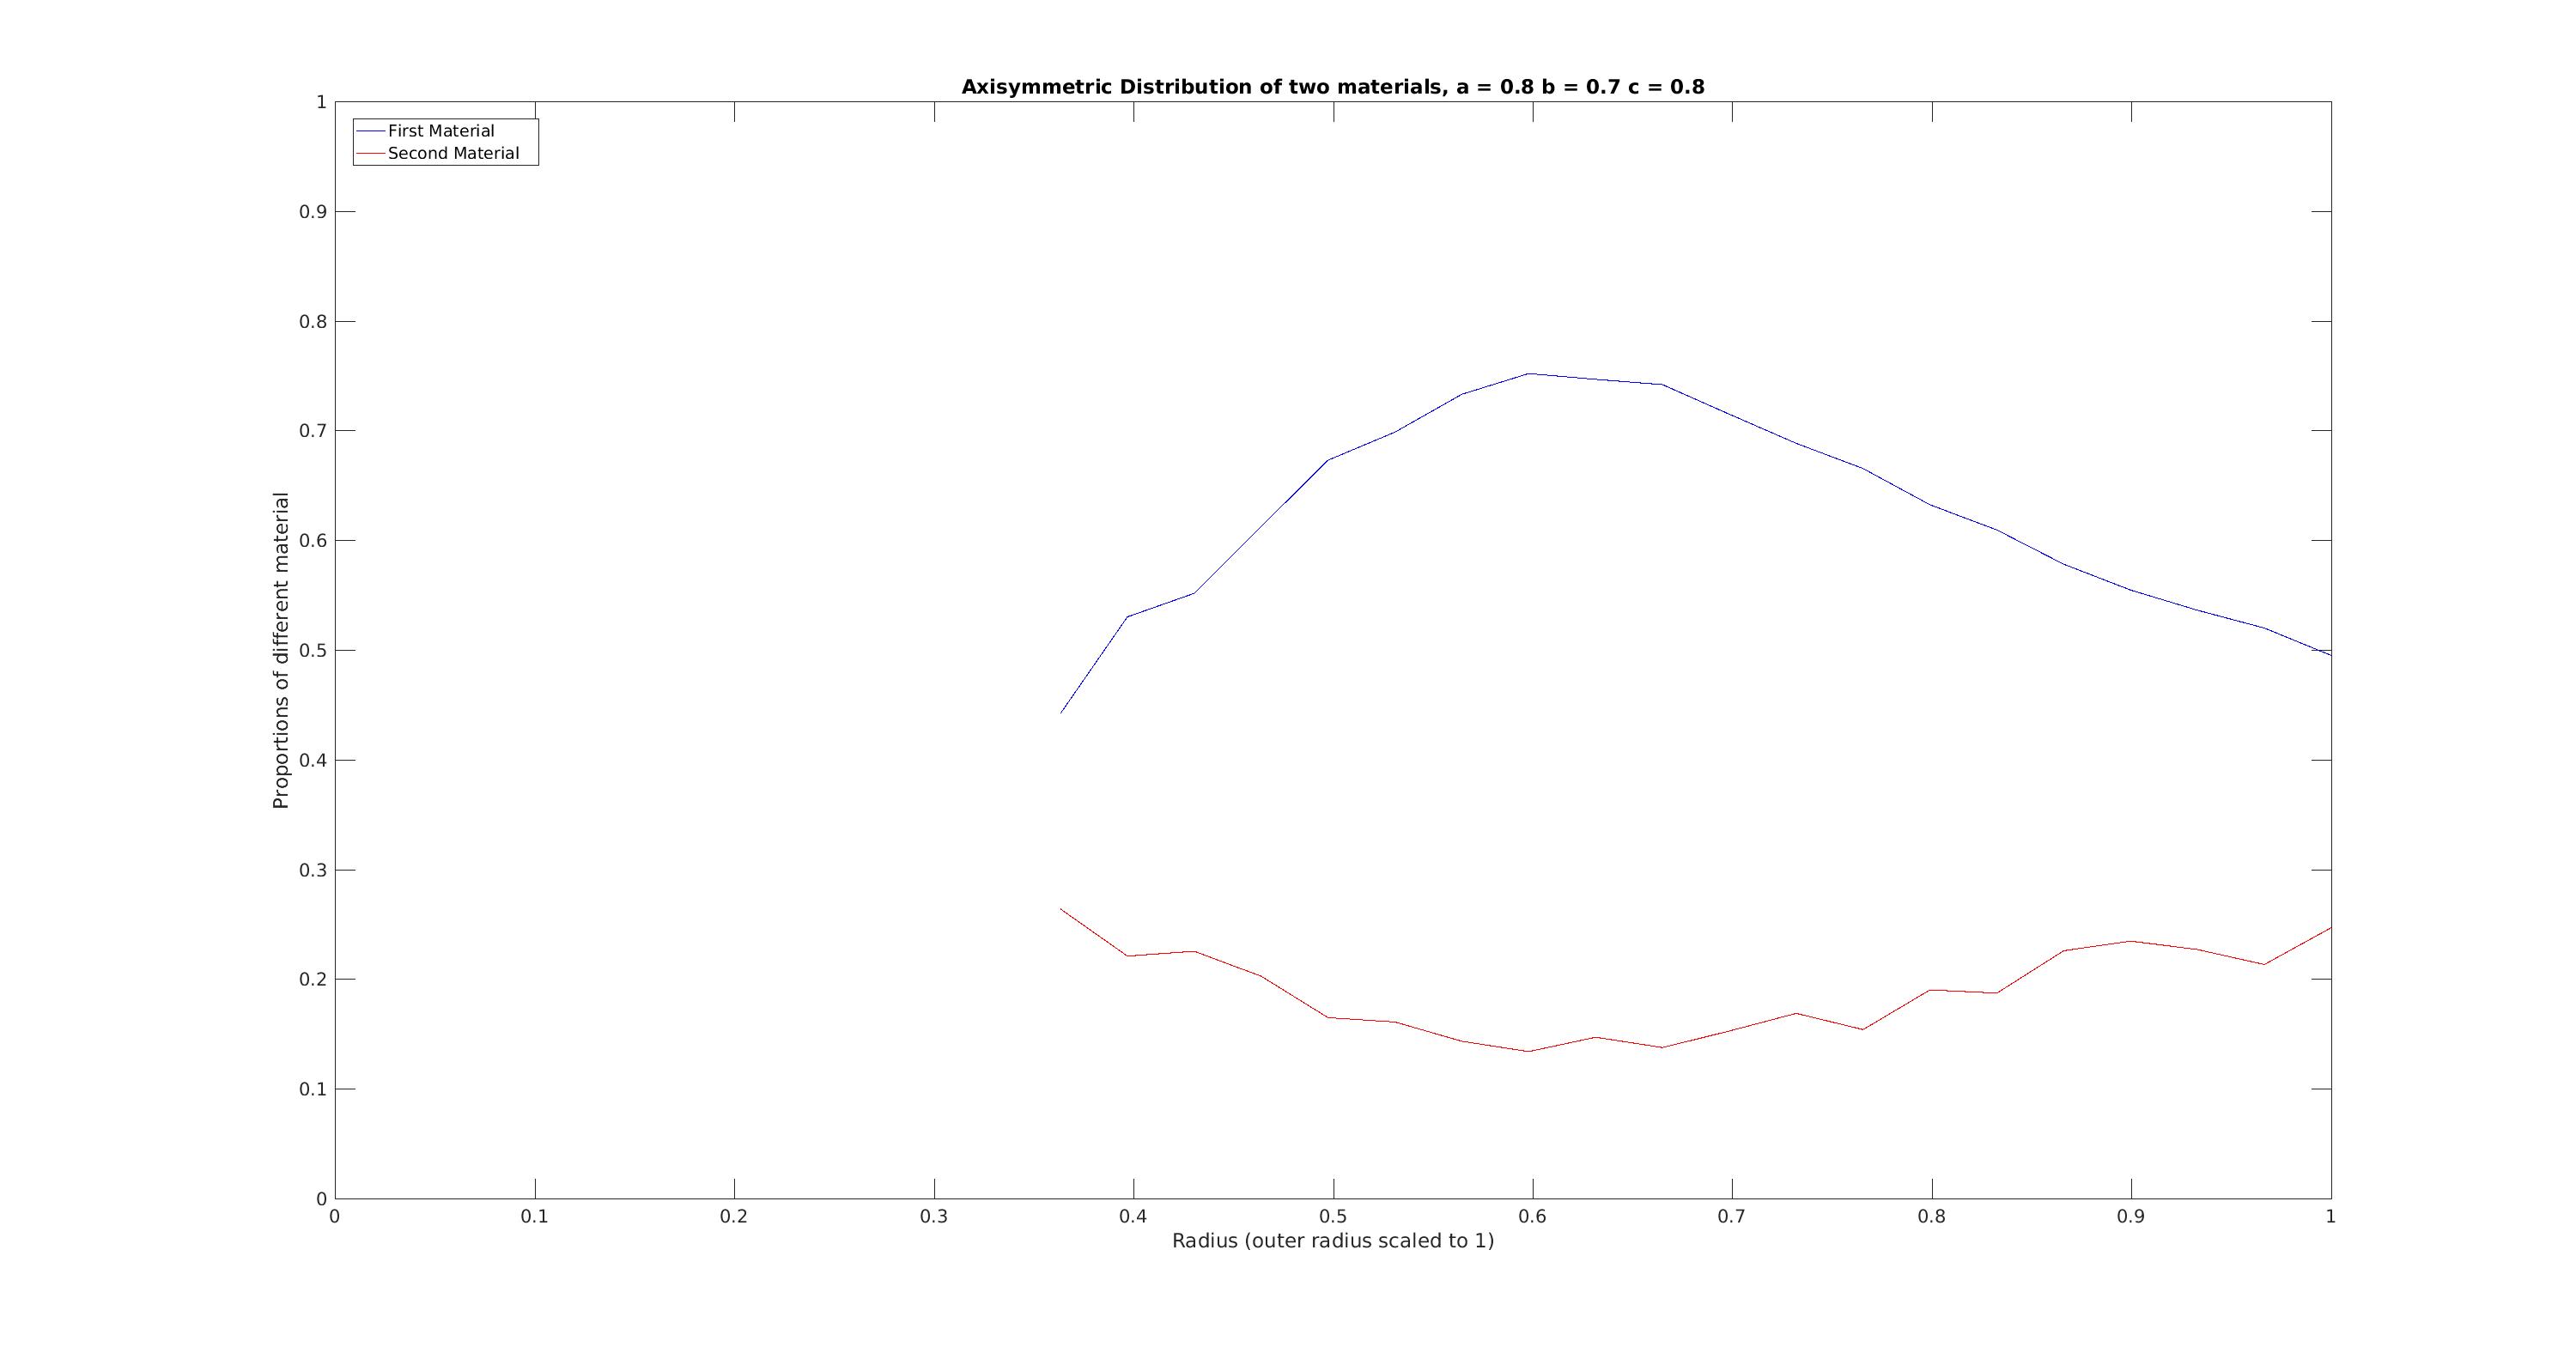 Axisymmetric Distribution of two materials, a = 0.8 b = 0.7 c = 0.8
First Material
Second Material
1
0.9
0.8
0.7
0.6
0.5
0.4
0.3
0.2
0.1
0
Proportions of different material
0 0.1 0.2 0.3 0.4 0.5 0.6 0.7 0.8 0.9 1
Radius (outer radius scaled to 1)